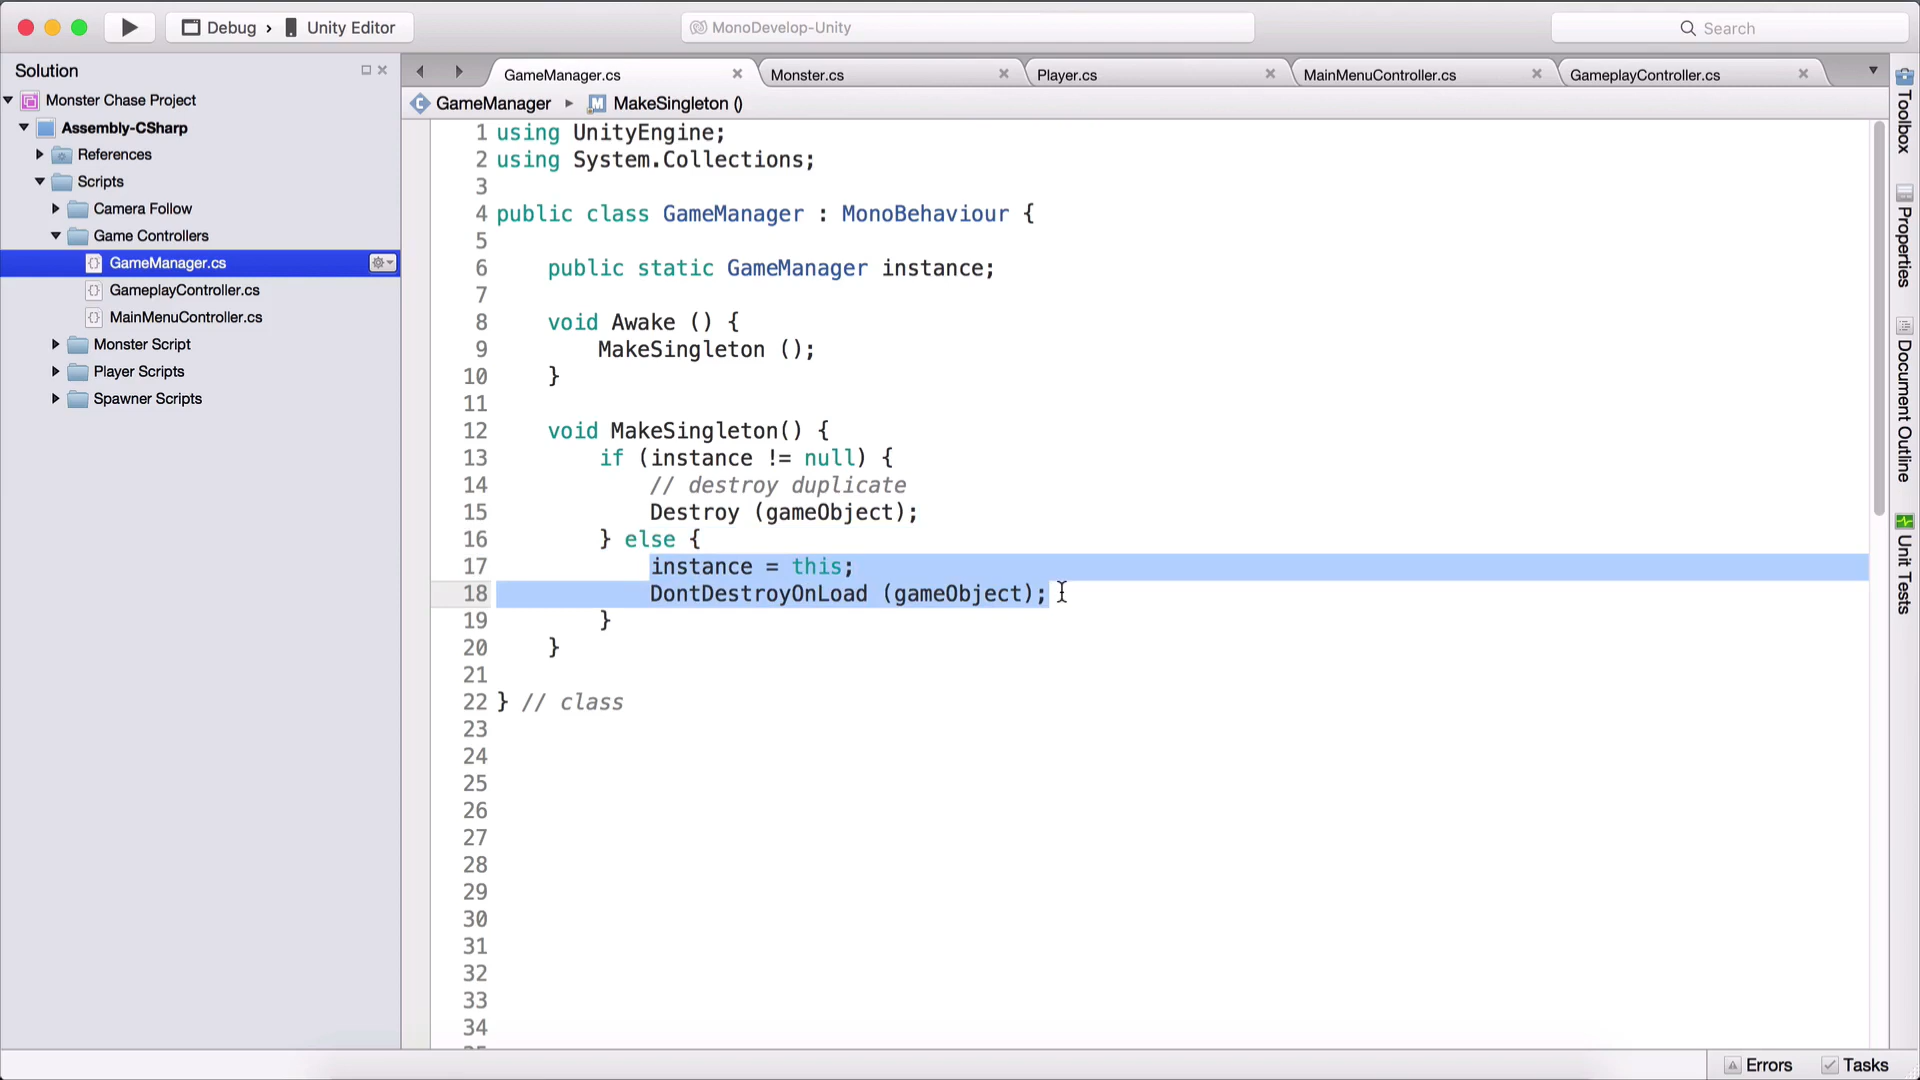 Debug › Unity Editor
MonoDevelop-Unity
Search
Solution
Monster Chase Project
Assembly-CSharp
References
Scripts
Camera Follow
Game Controllers
GameManager.cs
GameplayController.cs
MainMenuController.cs
Monster Script
Player Scripts
Spawner Scripts
GameManager.cs
Monster.cs
Player.cs
MainMenuController.cs
GameplayController.cs
GameManager
M MakeSingleton ()
1 using UnityEngine;
2 using System.Collections;
3
4 public class GameManager : MonoBehaviour {
5
6 public static GameManager instance;
7
8 void Awake () {
9 MakeSingleton ();
10 }
11
12 void MakeSingleton() {
13 if (instance != null) {
14 // destroy duplicate
15 Destroy (gameObject);
16 } else {
17 instance = this;
18 DontDestroyOnLoad (gameObject);
19 }
20 }
21
22 } // class
23
24
25
26
27
28
29
30
31
32
33
34
Toolbox
Properties
Document Outline
Unit Tests
Errors
Tasks